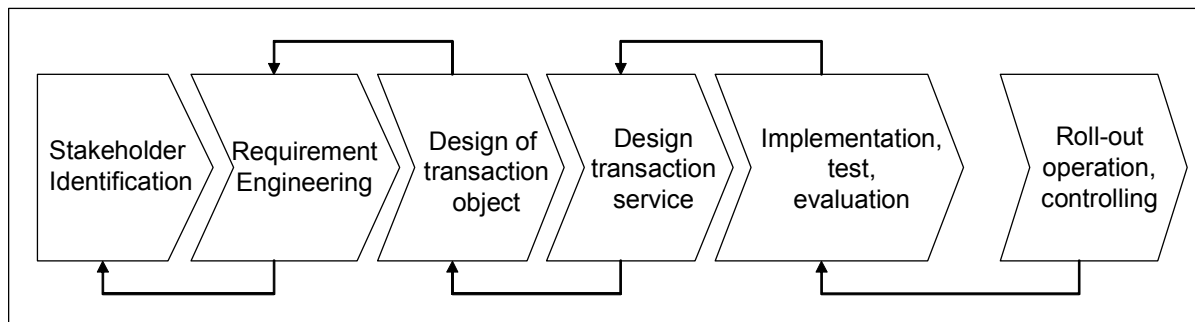 Stakeholder
Identification
Requirement
Engineering
Design of
transaction
object
Design
transaction
service
Implementation,
test,
evaluation
Roll-out
operation,
controlling